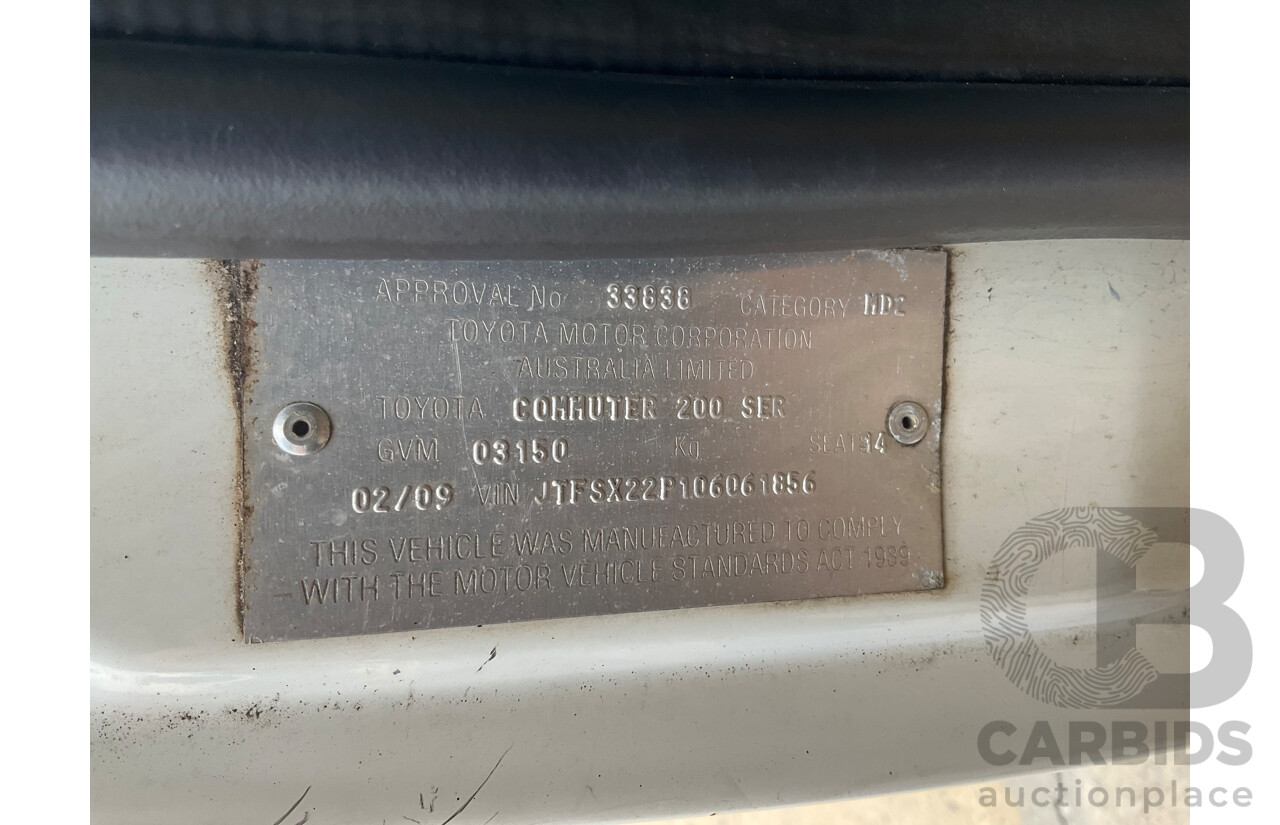 APPROVAL No 33636 CATEGORY MD2
TOYOTA MOTOR CORPORATION
AUSTRALIA LIMITED
TOYOTA COMMUTER 200 SER
GVM 03150 Kg SEATS 14
02/09 VIN JTFSX22P106061856
THIS VEHICLE WAS MANUFACTURED TO COMPLY
WITH THE MOTOR VEHICLE STANDARDS ACT 1989
CB
CARBIDS
auctionplace